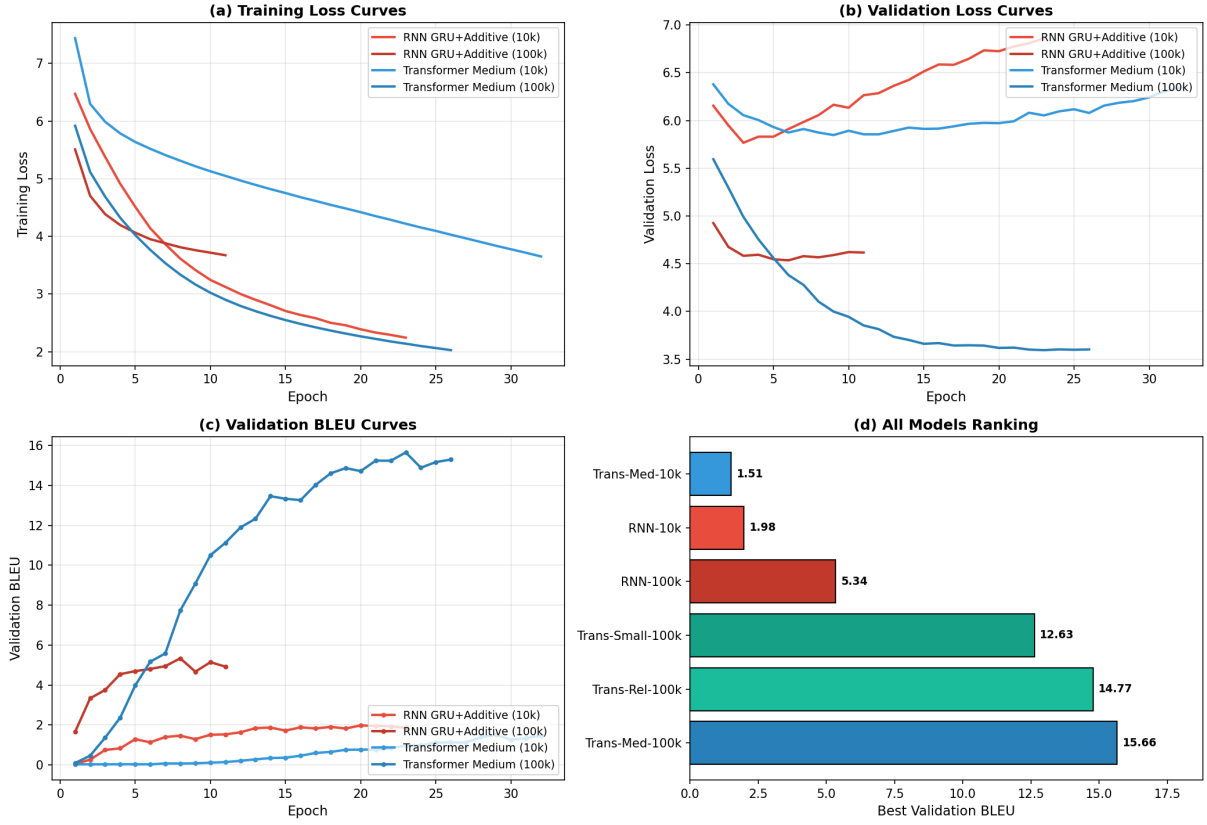 (a) Training Loss Curves
RNN GRU+Additive (10k)
RNN GRU+Additive (100k)
Transformer Medium (10k)
Transformer Medium (100k)
7
6
5
4
3
2
Training Loss
0 5 10 15 20 25 30
Epoch
(b) Validation Loss Curves
RNN GRU+Additive (10k)
RNN GRU+Additive (100k)
Transformer Medium (10k)
Transformer Medium (100k)
7.0
6.5
6.0
5.5
5.0
4.5
4.0
3.5
Validation Loss
0 5 10 15 20 25 30
Epoch
(c) Validation BLEU Curves
16
14
12
10
8
6
4
2
0
Validation BLEU
RNN GRU+Additive (10k)
RNN GRU+Additive (100k)
Transformer Medium (10k)
Transformer Medium (100k)
0 5 10 15 20 25 30
Epoch
(d) All Models Ranking
Trans-Med-10k 1.51
RNN-10k 1.98
RNN-100k 5.34
Trans-Small-100k 12.63
Trans-Rel-100k 14.77
Trans-Med-100k 15.66
0.0 2.5 5.0 7.5 10.0 12.5 15.0 17.5
Best Validation BLEU